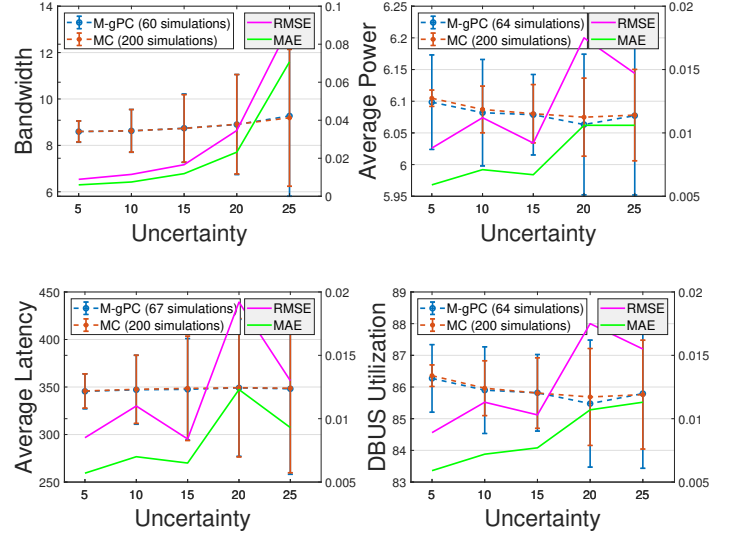 14
12
10
8
6
Bandwidth
M-gPC (60 simulations)
MC (200 simulations)
RMSE
MAE
0.1
0.08
0.06
0.04
0.02
0
5 10 15 20 25
Uncertainty
6.25
6.2
6.15
6.1
6.05
6
5.95
Average Power
M-gPC (64 simulations)
MC (200 simulations)
RMSE
MAE
0.02
0.015
0.01
0.005
5 10 15 20 25
Uncertainty
450
400
350
300
250
Average Latency
M-gPC (67 simulations)
MC (200 simulations)
RMSE
MAE
0.02
0.015
0.01
0.005
5 10 15 20 25
Uncertainty
89
88
87
86
85
84
83
DBUS Utilization
M-gPC (64 simulations)
MC (200 simulations)
RMSE
MAE
0.02
0.015
0.01
0.005
5 10 15 20 25
Uncertainty